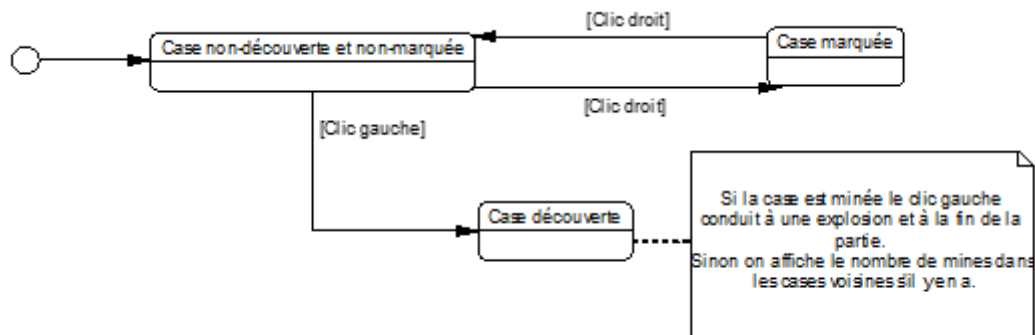 [Clic droit]
Case non-découverte et non-marquée
Case marquée
[Clic droit]
[Clic gauche]
Case découverte
Si la case est minée le clic gauche
conduit à une explosion et à la fin de la
partie.
Sinon on affiche le nombre de mines dans
les cases voisines s'il y en a.